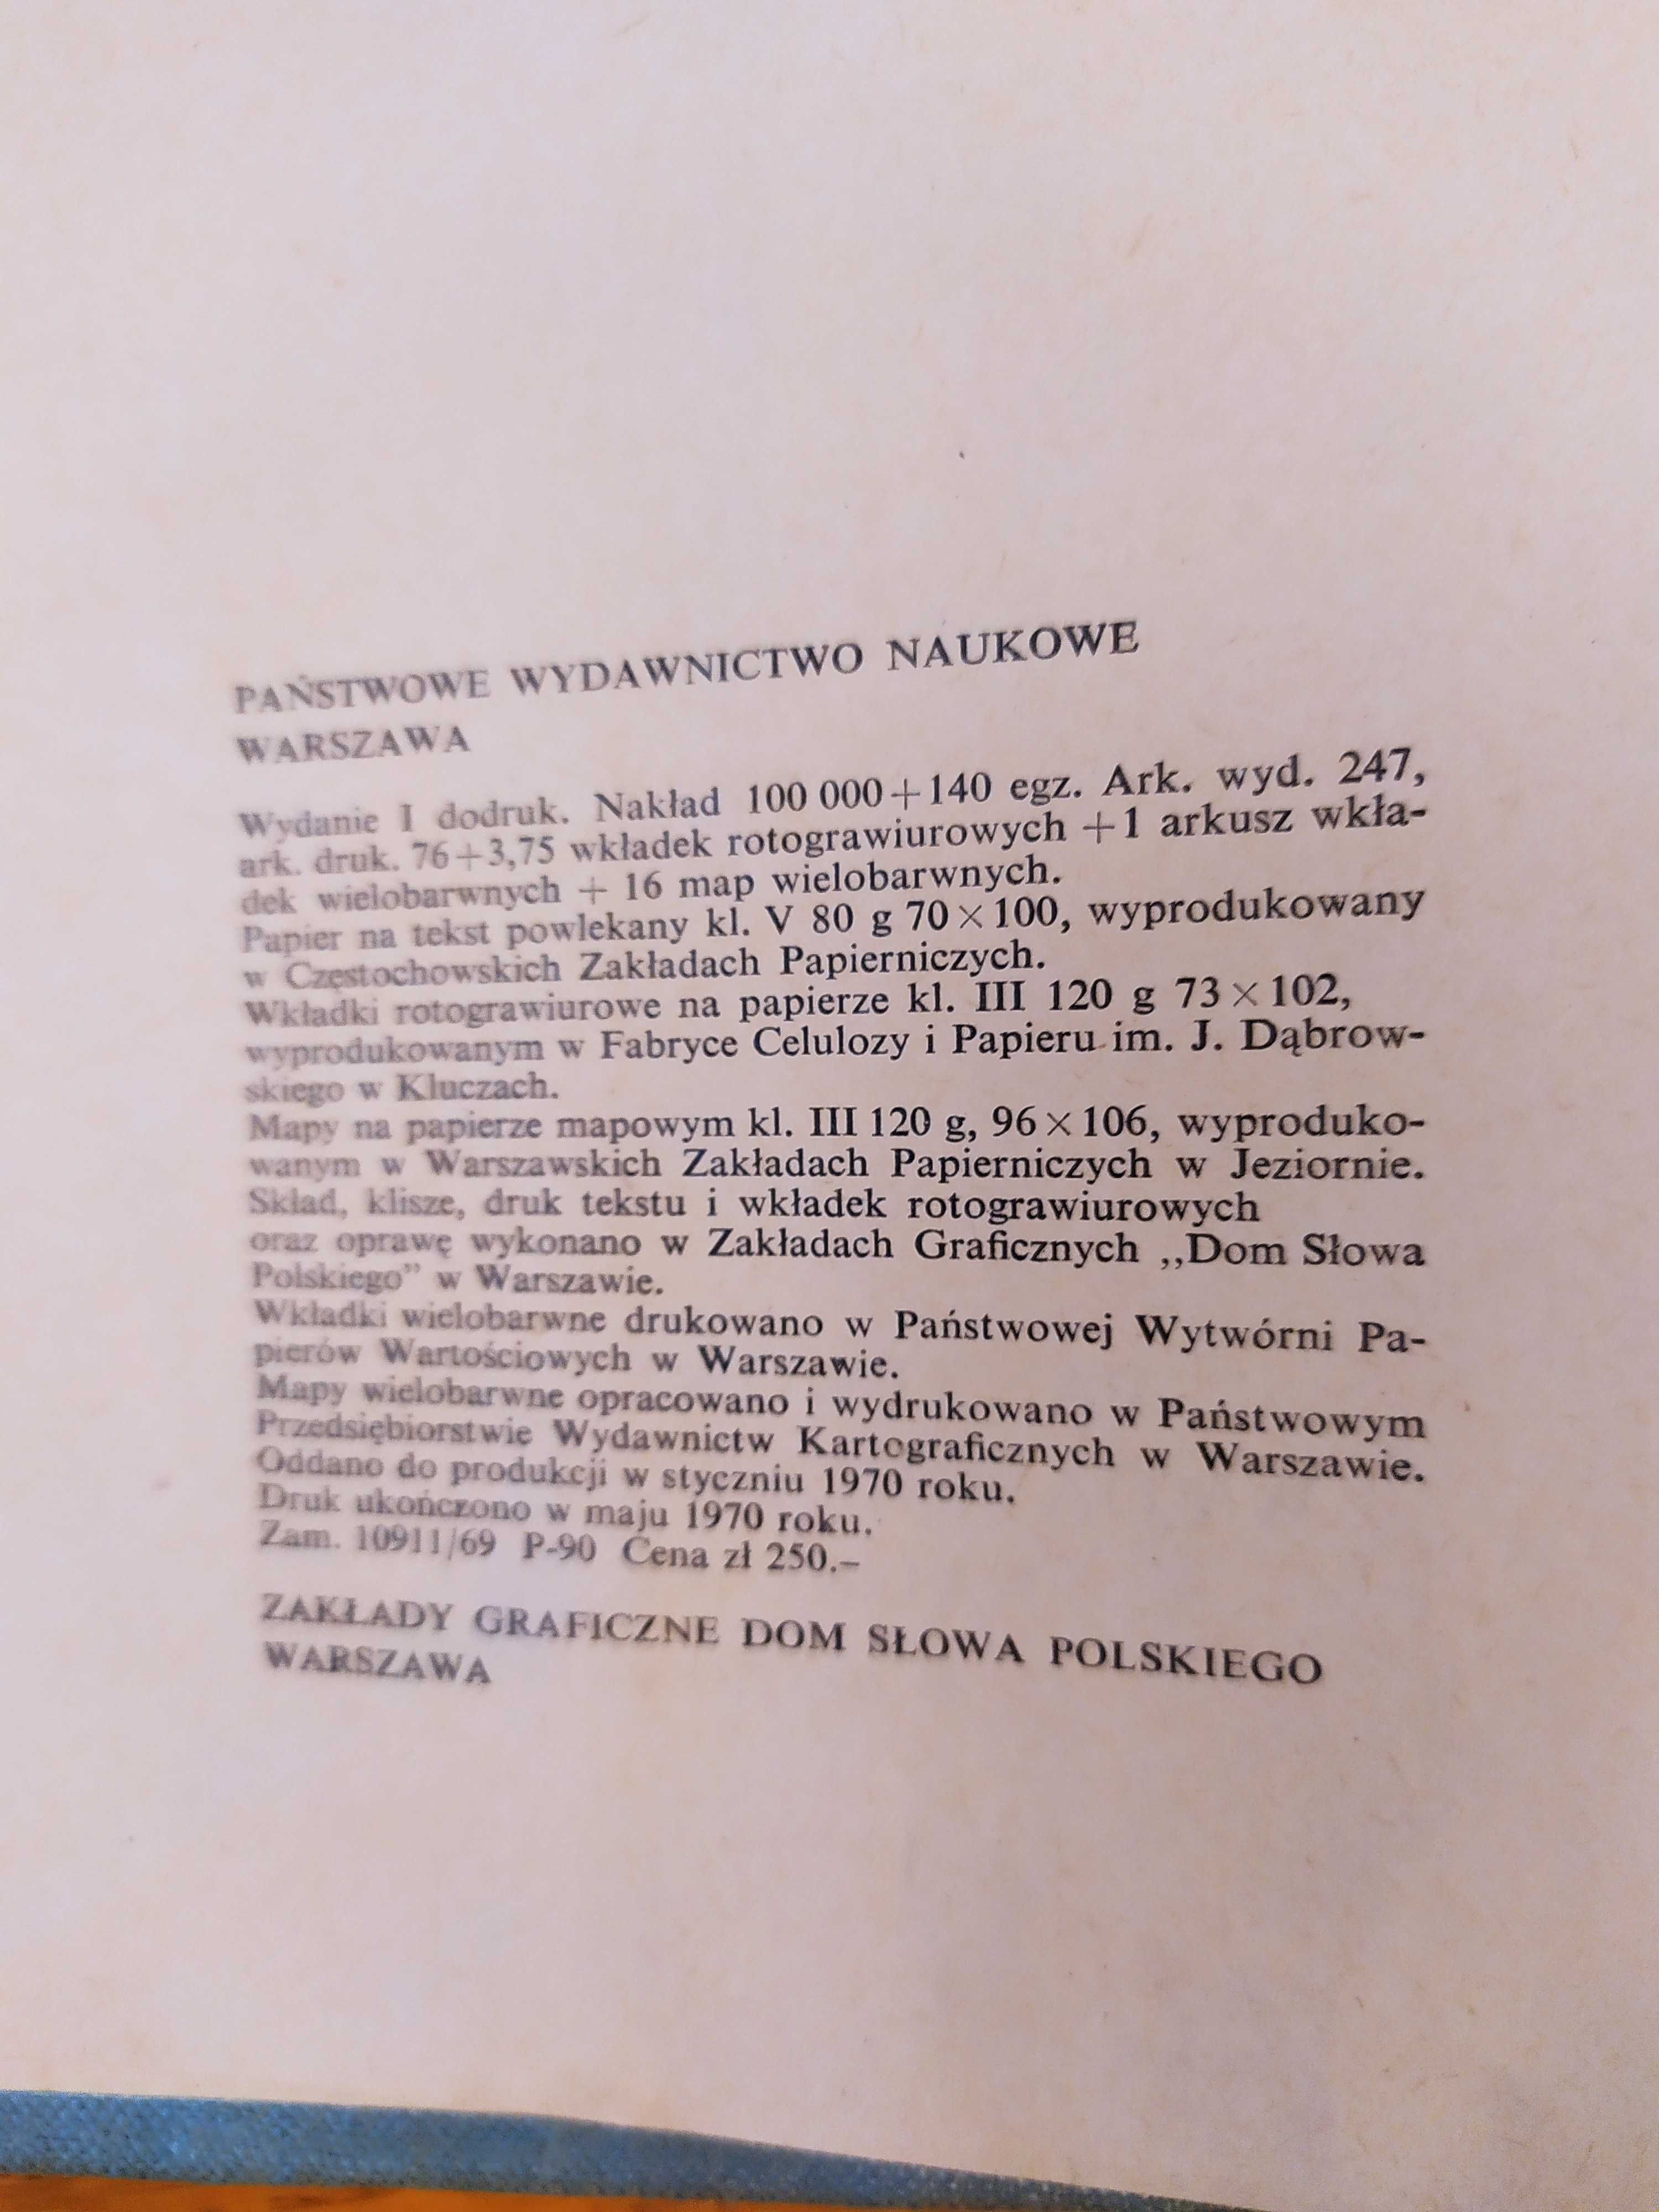 PAŃSTWOWE WYDAWNICTWO NAUKOWE
WARSZAWA
Wydanie I dodruk. Nakład 100 000+140 egz. Ark. wyd. 247,
ark. druk. 76+3,75 wkładek rotograwiurowych +1 arkusz wkła-
dek wielobarwnych + 16 map wielobarwnych.
Papier na tekst powlekany kl. V 80 g 70×100, wyprodukowany
w Częstochowskich Zakładach Papierniczych.
Wkładki rotograwiurowe na papierze kl. III 120 g 73×102,
wyprodukowanym w Fabryce Celulozy i Papieru im. J. Dąbrow-
skiego w Kluczach.
Mapy na papierze mapowym kl. III 120 g, 96×106, wyproduko-
wanym w Warszawskich Zakładach Papierniczych w Jeziornie.
Skład, klisze, druk tekstu i wkładek rotograwiurowych
oraz oprawę wykonano w Zakładach Graficznych „Dom Słowa
Polskiego” w Warszawie.
Wkładki wielobarwne drukowano w Państwowej Wytwórni Pa-
pierów Wartościowych w Warszawie.
Mapy wielobarwne opracowano i wydrukowano w Państwowym
Przedsiębiorstwie Wydawnictw Kartograficznych w Warszawie.
Oddano do produkcji w styczniu 1970 roku.
Druk ukończono w maju 1970 roku.
Zam. 10911/69 P-90 Cena zł 250.–
ZAKŁADY GRAFICZNE DOM SŁOWA POLSKIEGO
WARSZAWA